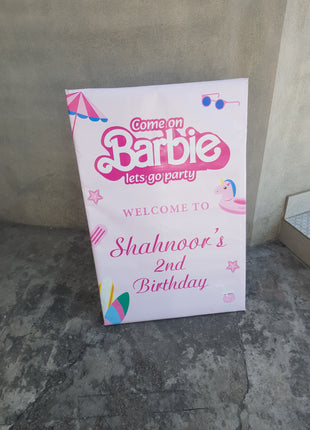 Come on
Barbie
lets go party
WELCOME TO
Shahnoor's
2nd
Birthday